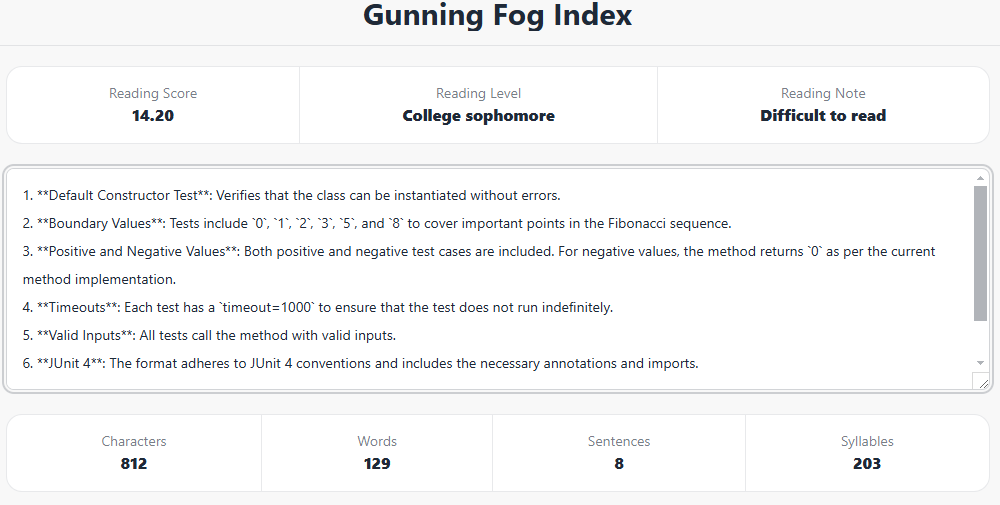 Gunning Fog Index
Reading Score
14.20
Reading Level
College sophomore
Reading Note
Difficult to read
1. **Default Constructor Test**: Verifies that the class can be instantiated without errors.
2. **Boundary Values**: Tests include `0`, `1`, `2`, `3`, `5`, and `8` to cover important points in the Fibonacci sequence.
3. **Positive and Negative Values**: Both positive and negative test cases are included. For negative values, the method returns `0` as per the current
method implementation.
4. **Timeouts**: Each test has a `timeout=1000` to ensure that the test does not run indefinitely.
5. **Valid Inputs**: All tests call the method with valid inputs.
6. **JUnit 4**: The format adheres to JUnit 4 conventions and includes the necessary annotations and imports.
Characters
812
Words
129
Sentences
8
Syllables
203